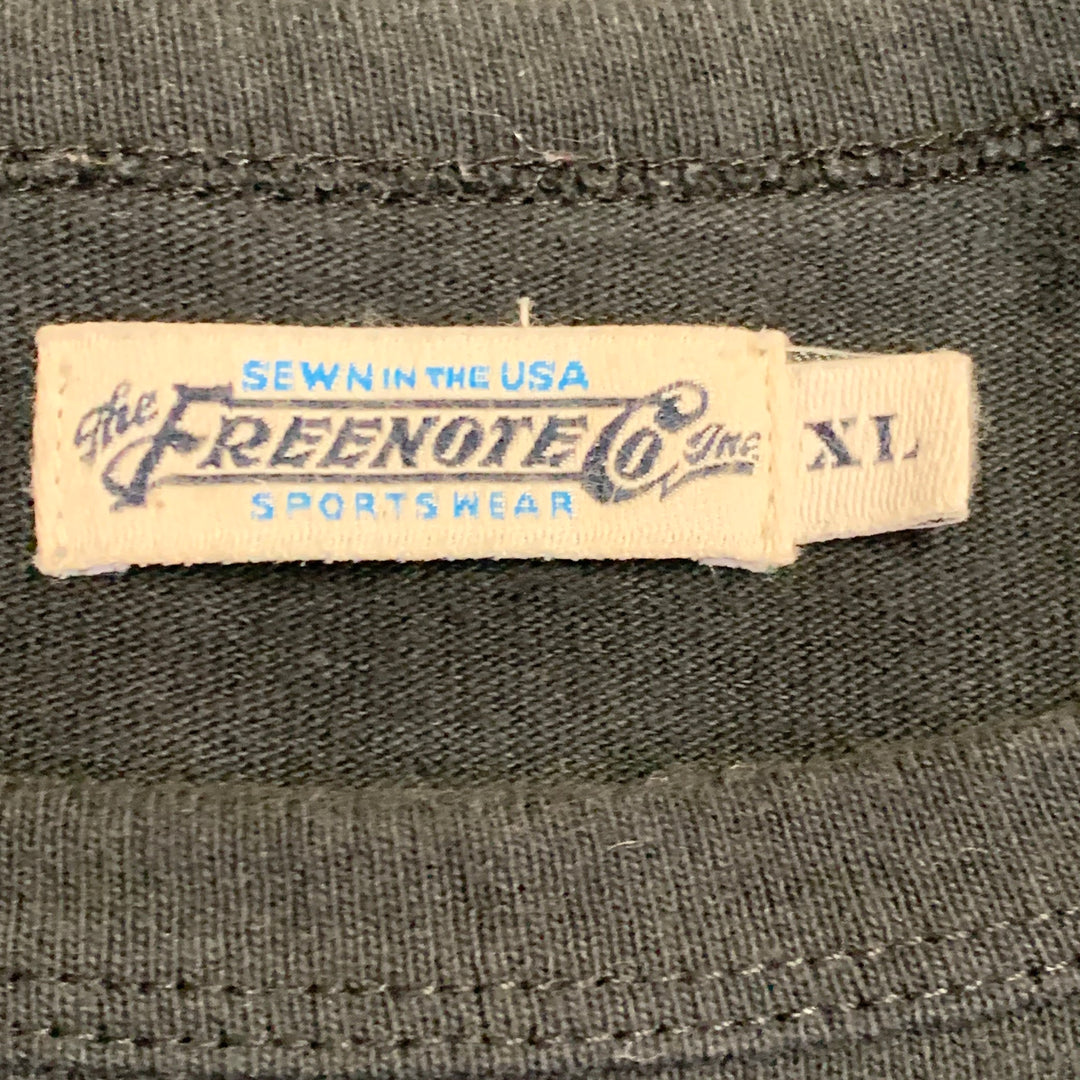 SEWN IN THE USA
The FREENOTE Co Inc.
SPORTSWEAR
XL